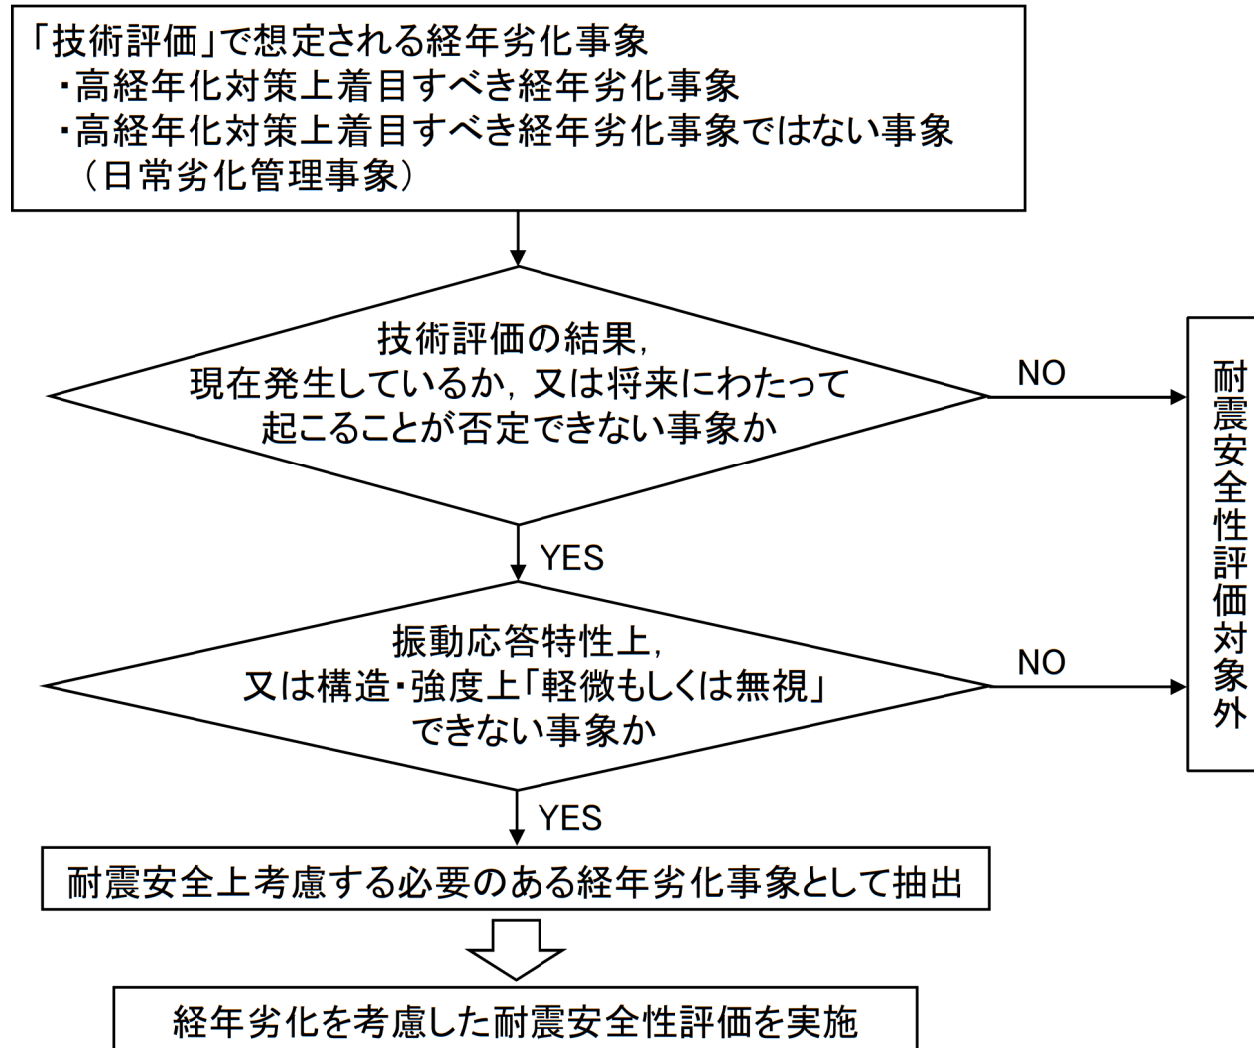 「技術評価」で想定される経年劣化事象
・高経年化対策上着目すべき経年劣化事象
・高経年化対策上着目すべき経年劣化事象ではない事象
（日常劣化管理事象）
技術評価の結果，
現在発生しているか，又は将来にわたって
起こることが否定できない事象か
NO
YES
振動応答特性上，
又は構造・強度上「軽微もしくは無視」
できない事象か
NO
YES
耐震安全性評価対象外
耐震安全上考慮する必要のある経年劣化事象として抽出
経年劣化を考慮した耐震安全性評価を実施